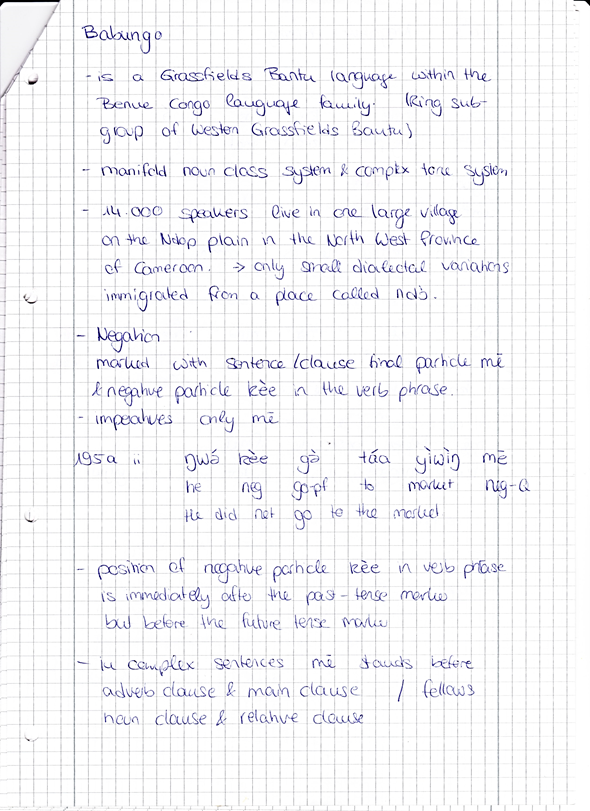 Babungo
- is a Grassfields Bantu language within the
Benue Congo language family. (Ring sub-
group of Westen Grassfields Bantu)
- manifold noun class system & complex tone system
- 14.000 speakers live in one large village
on the Ndop plain in the North West Province
of Cameroon. → only small dialectal variations
immigrated from a place called ndɔ̀.
- Negation
marked with sentence/clause final particle mē
& negative particle kèe in the verb phrase.
- imperatives only mē
195a ii ŋwə́ kèe gə̀ táa yìwìŋ mē
he neg go-pf to market neg-Q
He did not go to the market
- position of negative particle kèe in verb phrase
is immediately after the past-tense marker
but before the future tense marker
- in complex sentences mē stands before
adverb clause & main clause / follows
noun clause & relative clause